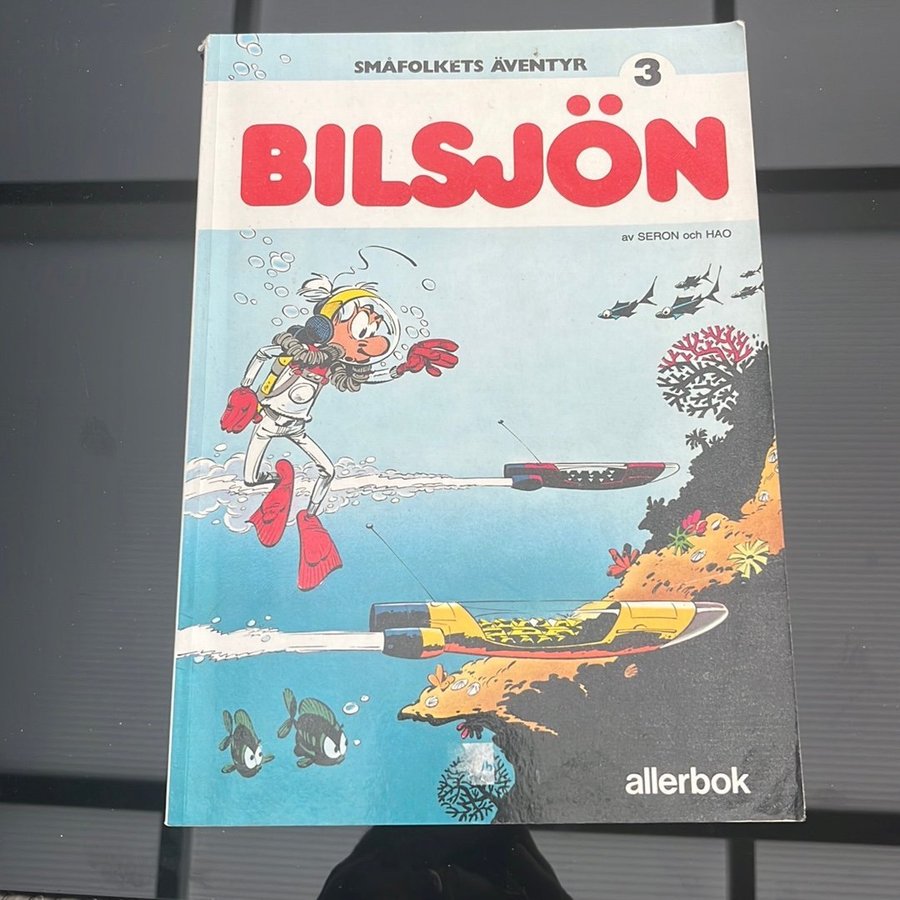 SMÅFOLKETS ÄVENTYR
3
BILSJÖN
av SERON och HAO
allerbok